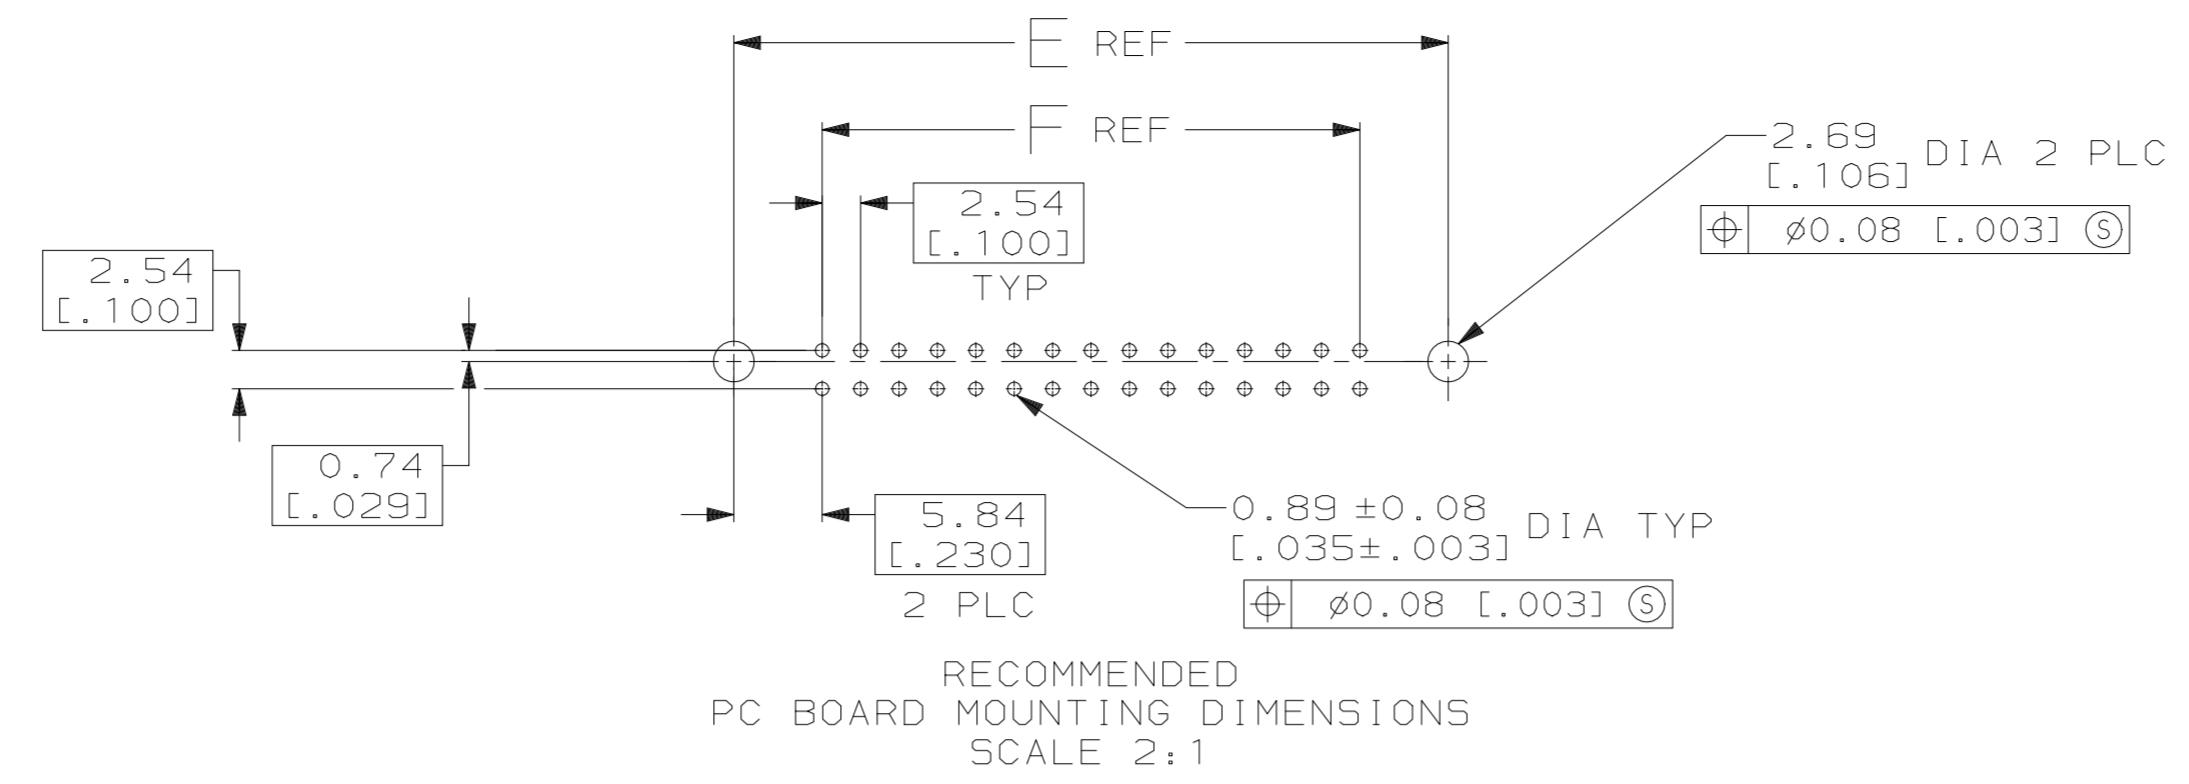 E REF
F REF
2.69
[.106] DIA 2 PLC
⌖ ⌀0.08 [.003] Ⓢ
2.54
[.100]
TYP
2.54
[.100]
0.74
[.029]
5.84
[.230]
2 PLC
0.89 ±0.08
[.035±.003] DIA TYP
⌖ ⌀0.08 [.003] Ⓢ
RECOMMENDED
PC BOARD MOUNTING DIMENSIONS
SCALE 2:1